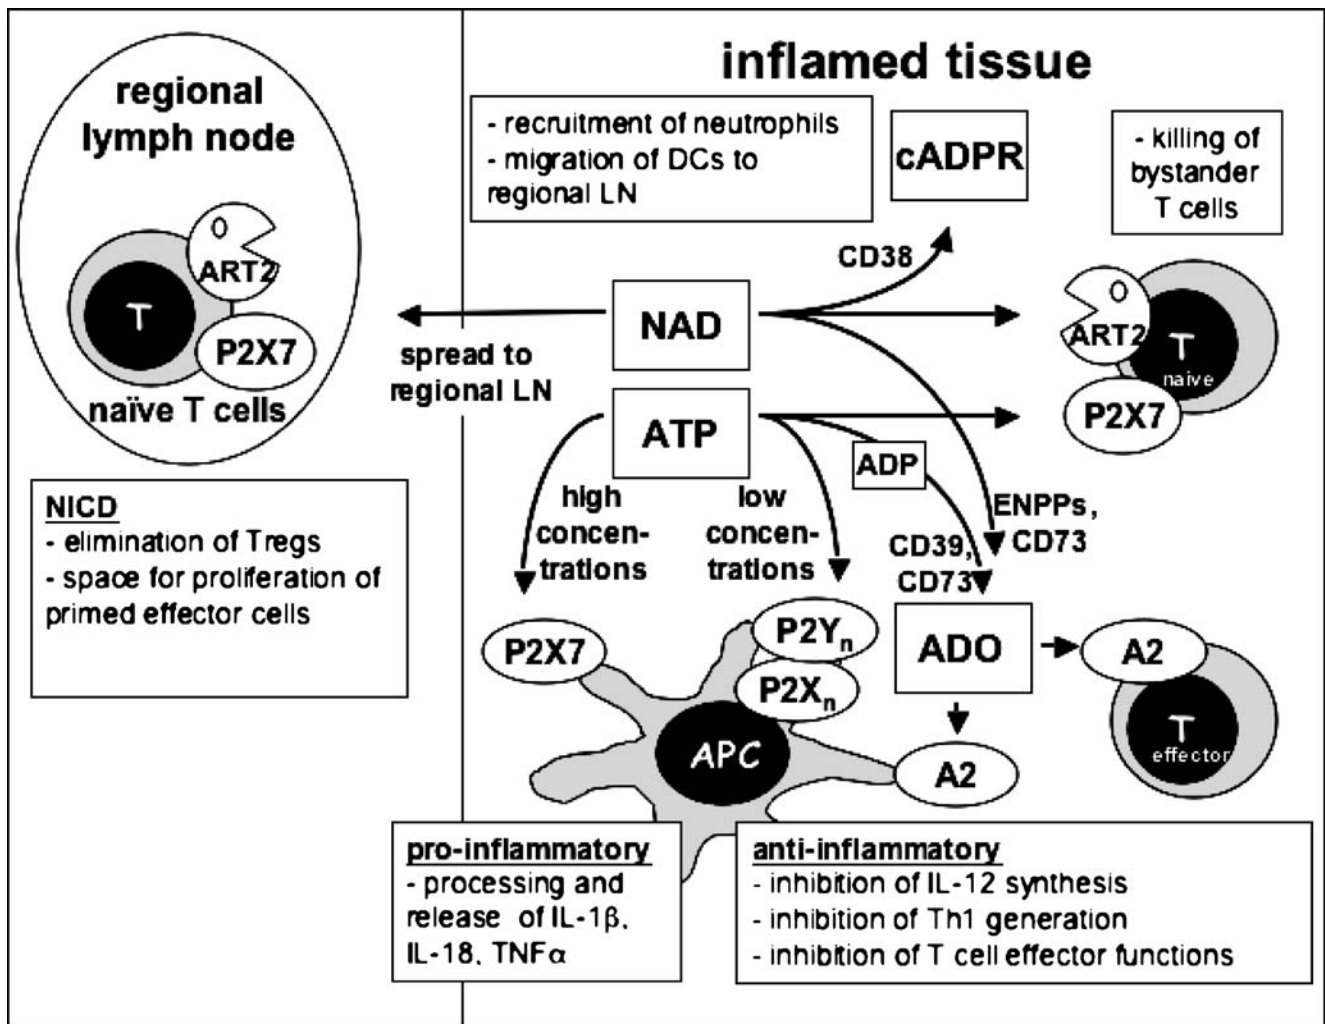 regional
lymph node
ART2
T
P2X7
naïve T cells
NICD
- elimination of Tregs
- space for proliferation of
primed effector cells
inflamed tissue
- recruitment of neutrophils
- migration of DCs to
regional LN
cADPR
- killing of
bystander
T cells
CD38
NAD
spread to
regional LN
ART2
T
naive
P2X7
ATP
ADP
high
concen-
trations
low
concen-
trations
ENPPs,
CD73
CD39,
CD73
P2X7
P2Yn
P2Xn
APC
ADO
A2
A2
T
effector
pro-inflammatory
- processing and
release of IL-1β,
IL-18, TNFα
anti-inflammatory
- inhibition of IL-12 synthesis
- inhibition of Th1 generation
- inhibition of T cell effector functions